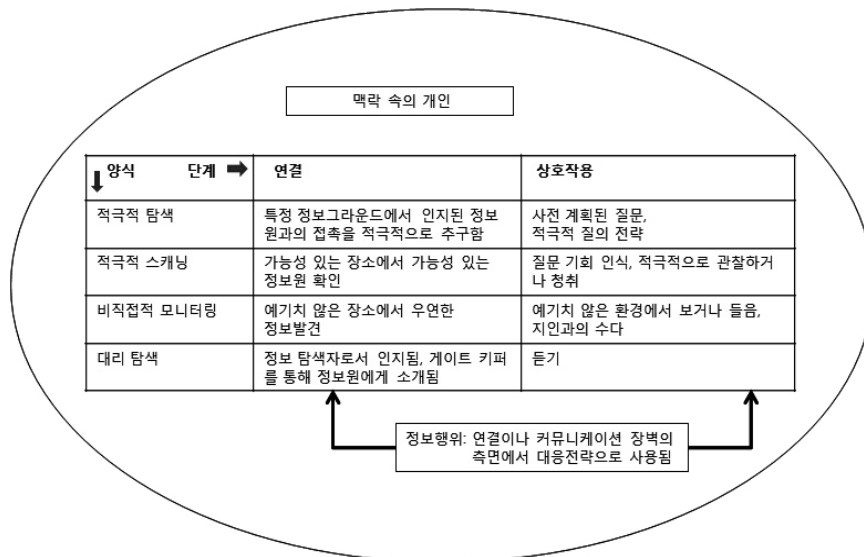 맥락 속의 개인
양식 단계 연결 상호작용
적극적 탐색 특정 정보그라운드에서 인지된 정보 사전 계획된 질문,
원과의 접촉을 적극적으로 추구함 적극적 질의 전략
적극적 스캐닝 가능성 있는 장소에서 가능성 있는 질문 기회 인식, 적극적으로 관찰하거
정보원 확인 나 청취
비직접적 모니터링 예기치 않은 장소에서 우연한 예기치 않은 환경에서 보거나 들음,
정보발견 지인과의 수다
대리 탐색 정보 탐색자로서 인지됨, 게이트 키퍼 듣기
를 통해 정보원에게 소개됨
정보행위: 연결이나 커뮤니케이션 장벽의
측면에서 대응전략으로 사용됨